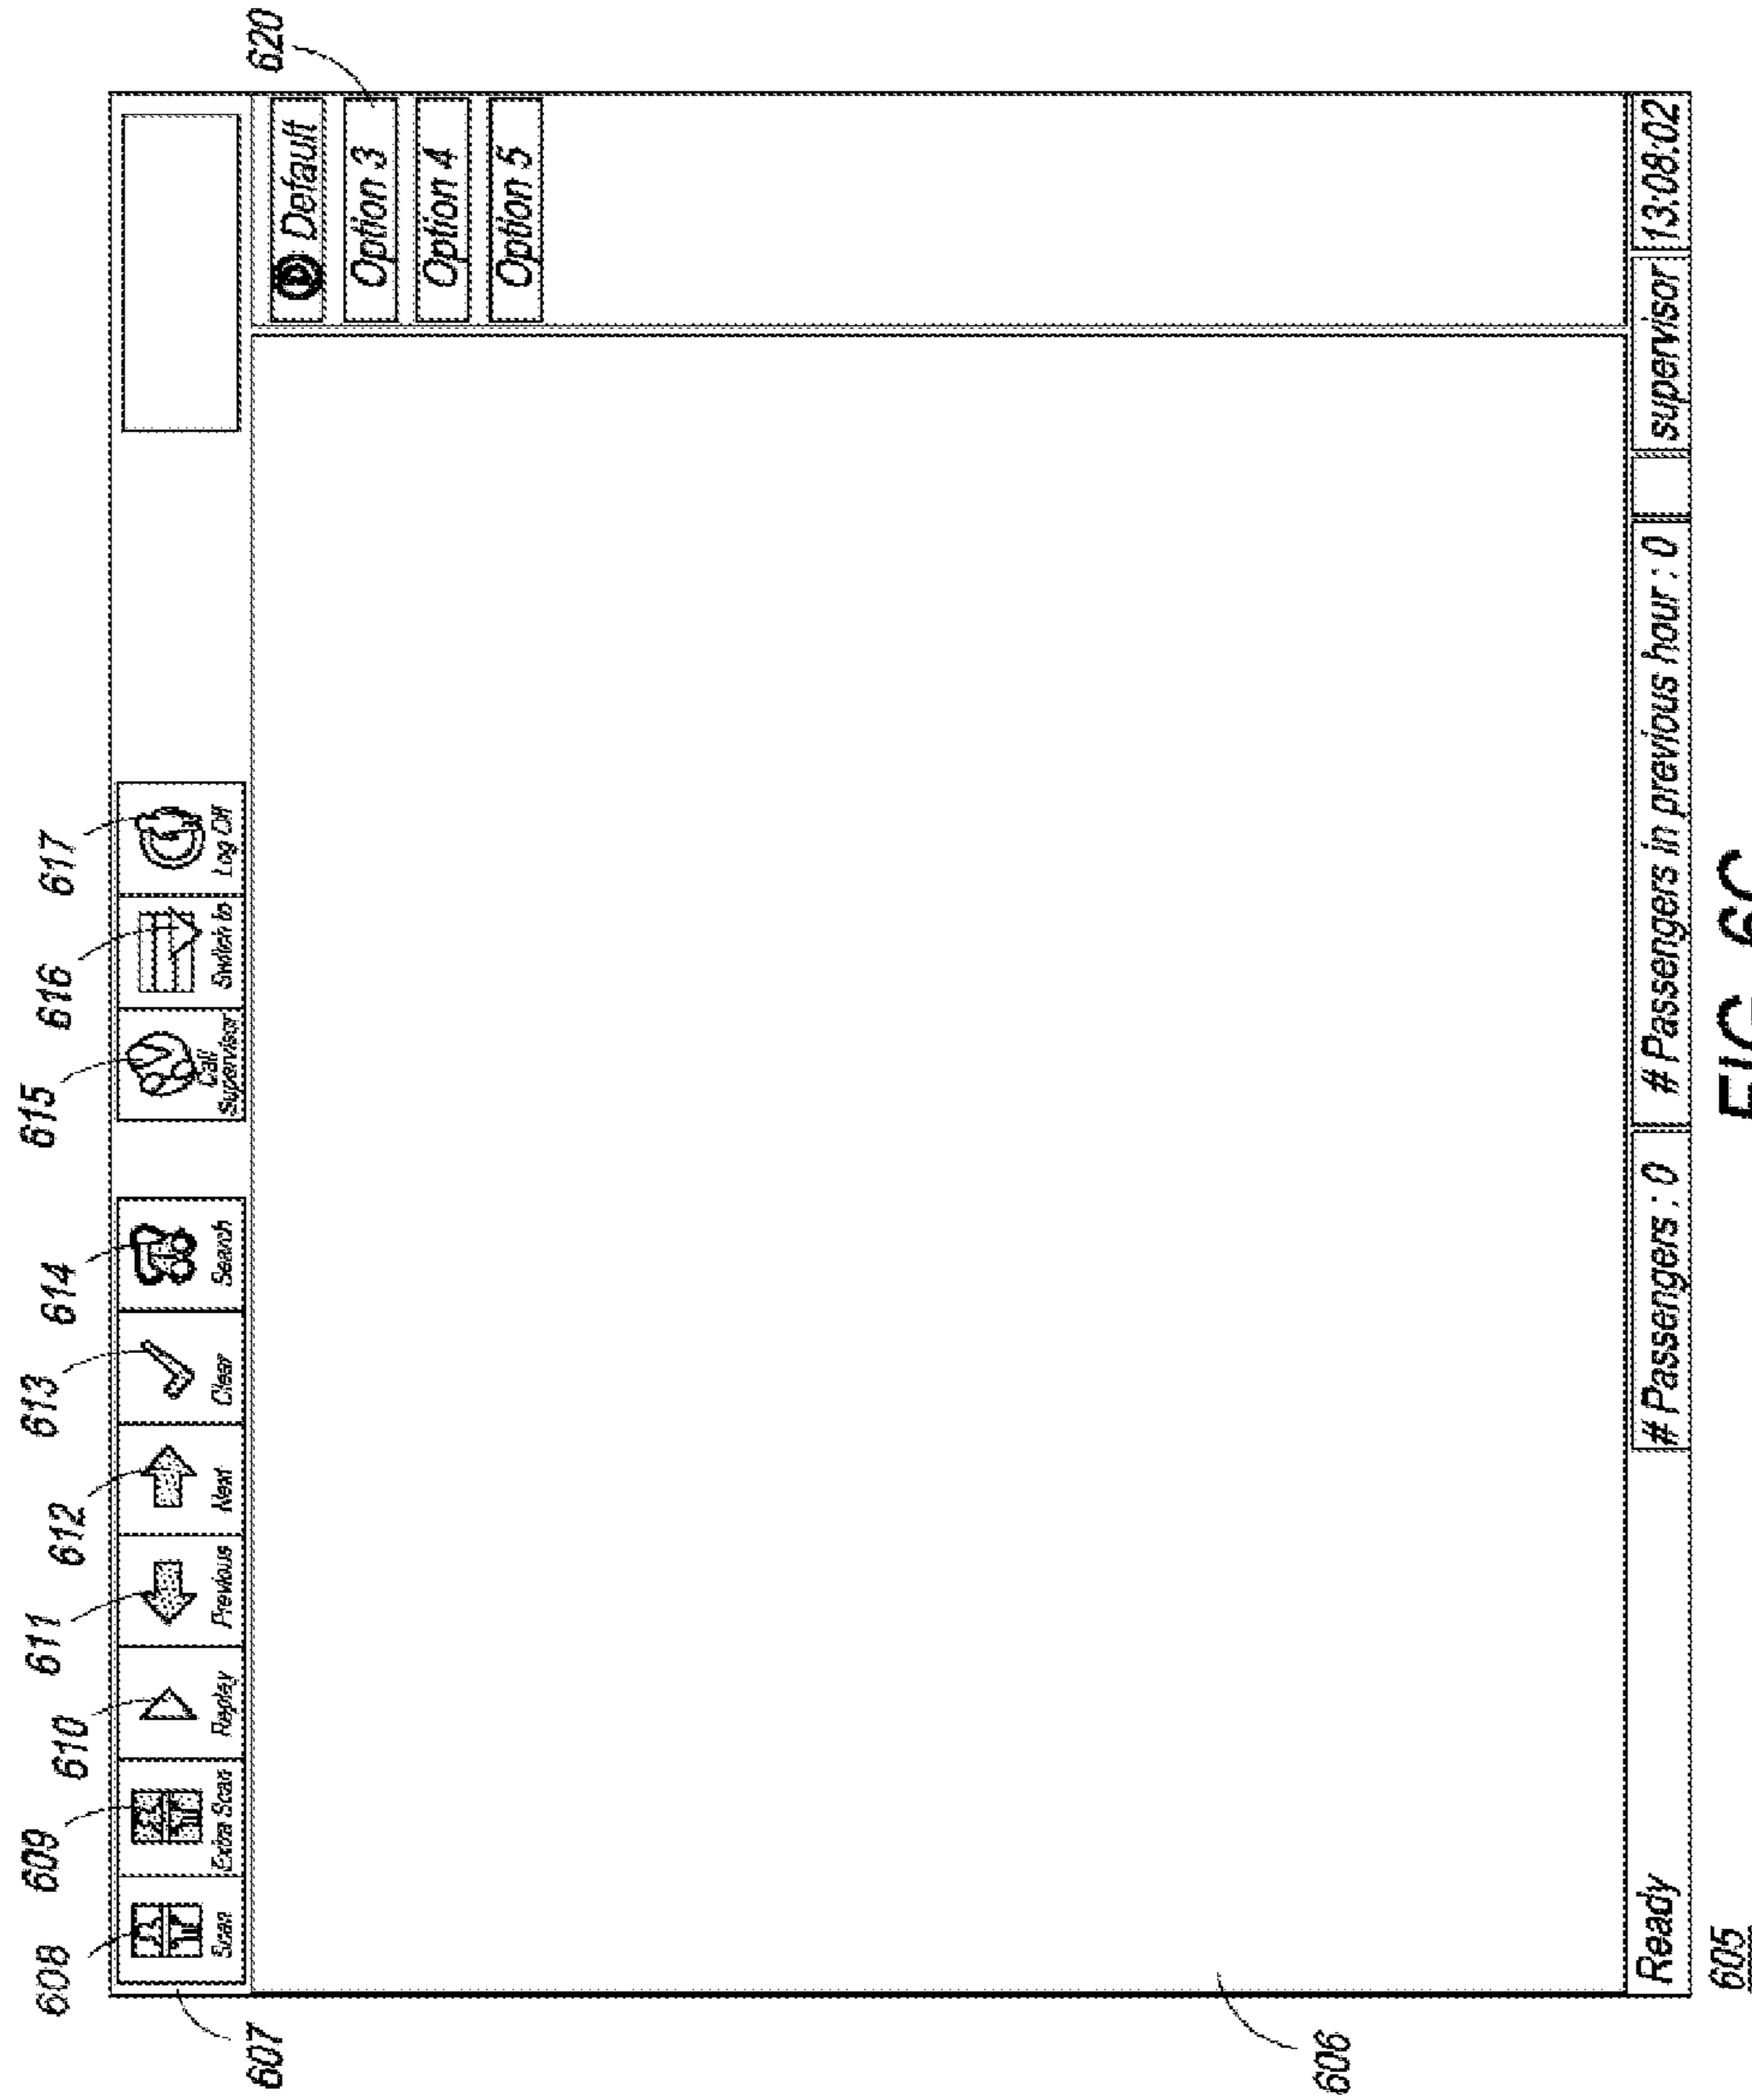 608 609 610 611 612 613 614 615 616 617
607
Scan Extra Scan Replay Previous Next Clear Search Call Supervisor Switch to Log Off
620
Default
Option 3
Option 4
Option 5
606
Ready # Passengers : 0 # Passengers in previous hour : 0 supervisor 13:08:02
605
FIG. 6C